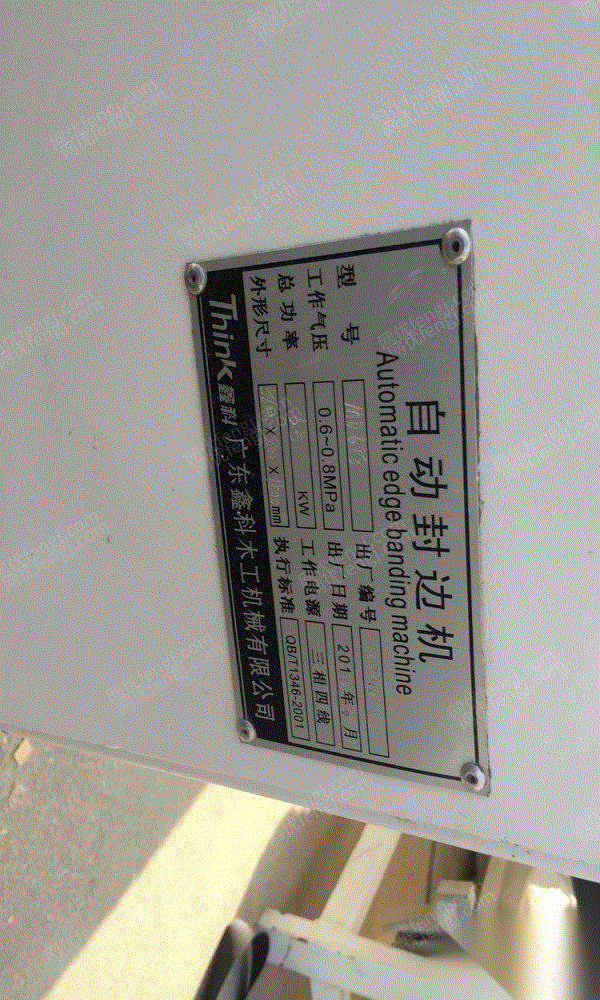 自动封边机
Automatic edge banding machine
型 号 出厂编号
工作气压 0.6~0.8MPa 出厂日期 201 年 月
总功率 KW 工作电源 三相四线
外形尺寸 X X mm 执行标准 QB/T1346-2001
Think 鑫科 广东鑫科木工机械有限公司